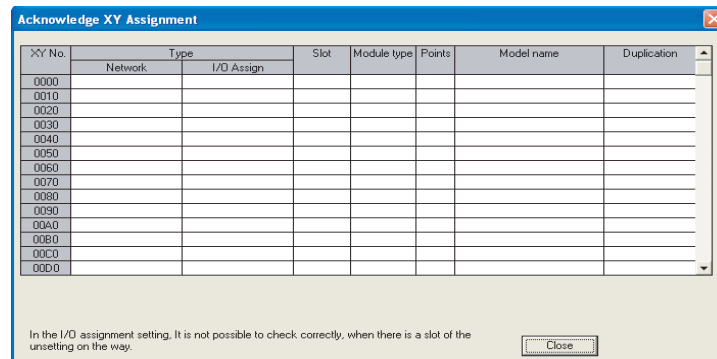 Acknowledge XY Assignment
XY No. Type Slot Module type Points Model name Duplication
Network I/O Assign
0000
0010
0020
0030
0040
0050
0060
0070
0080
0090
00A0
00B0
00C0
00D0
In the I/O assignment setting, It is not possible to check correctly, when there is a slot of the
unsetting on the way.
Close